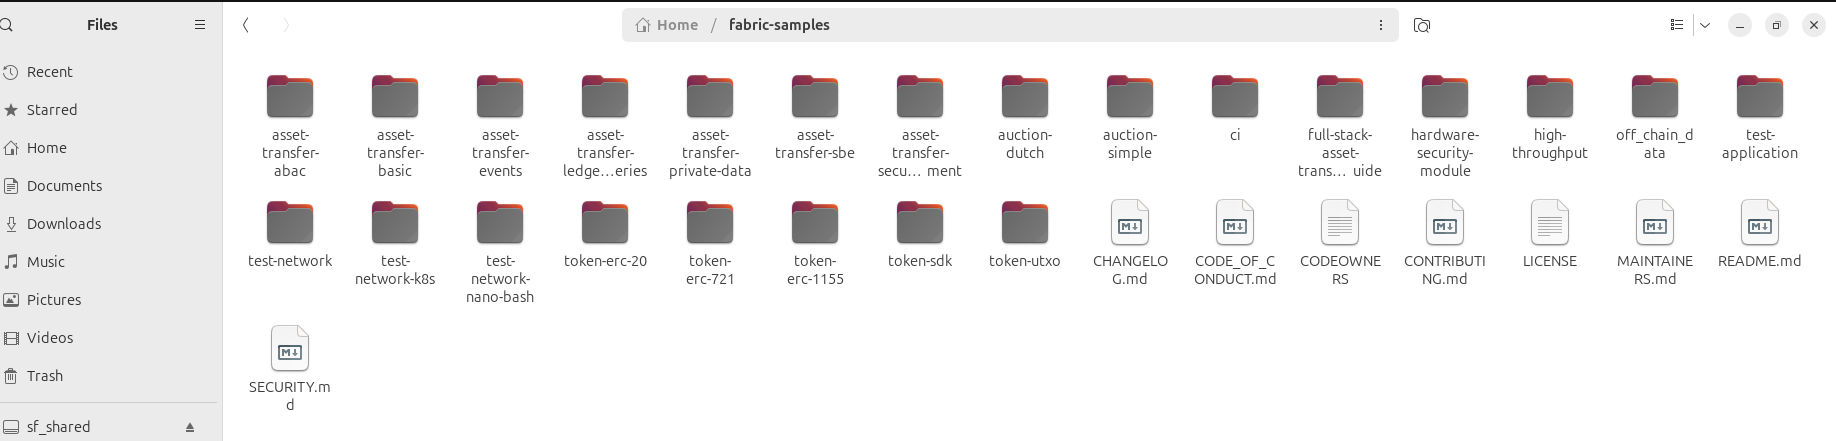 Files
Home / fabric-samples
Recent
Starred
Home
Documents
Downloads
Music
Pictures
Videos
Trash
sf_shared
asset-
transfer-
abac
asset-
transfer-
basic
asset-
transfer-
events
asset-
transfer-
ledge…eries
asset-
transfer-
private-data
asset-
transfer-sbe
asset-
transfer-
secu… ment
auction-
dutch
auction-
simple
ci
full-stack-
asset-
trans… uide
hardware-
security-
module
high-
throughput
off_chain_d
ata
test-
application
test-network
test-
network-k8s
test-
network-
nano-bash
token-erc-20
token-
erc-721
token-
erc-1155
token-sdk
token-utxo
CHANGELO
G.md
CODE_OF_C
ONDUCT.md
CODEOWNE
RS
CONTRIBUTI
NG.md
LICENSE
MAINTAINE
RS.md
README.md
SECURITY.m
d